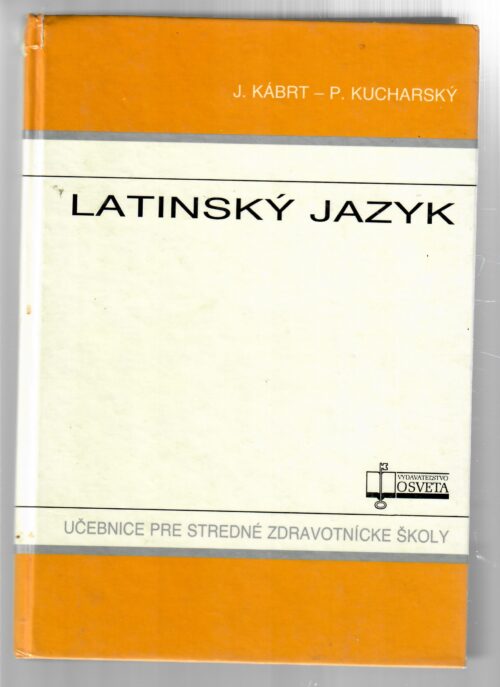 J. KÁBRT – P. KUCHARSKÝ
LATINSKÝ JAZYK
VYDAVATEĽSTVO
OSVETA
UČEBNICE PRE STREDNÉ ZDRAVOTNÍCKE ŠKOLY